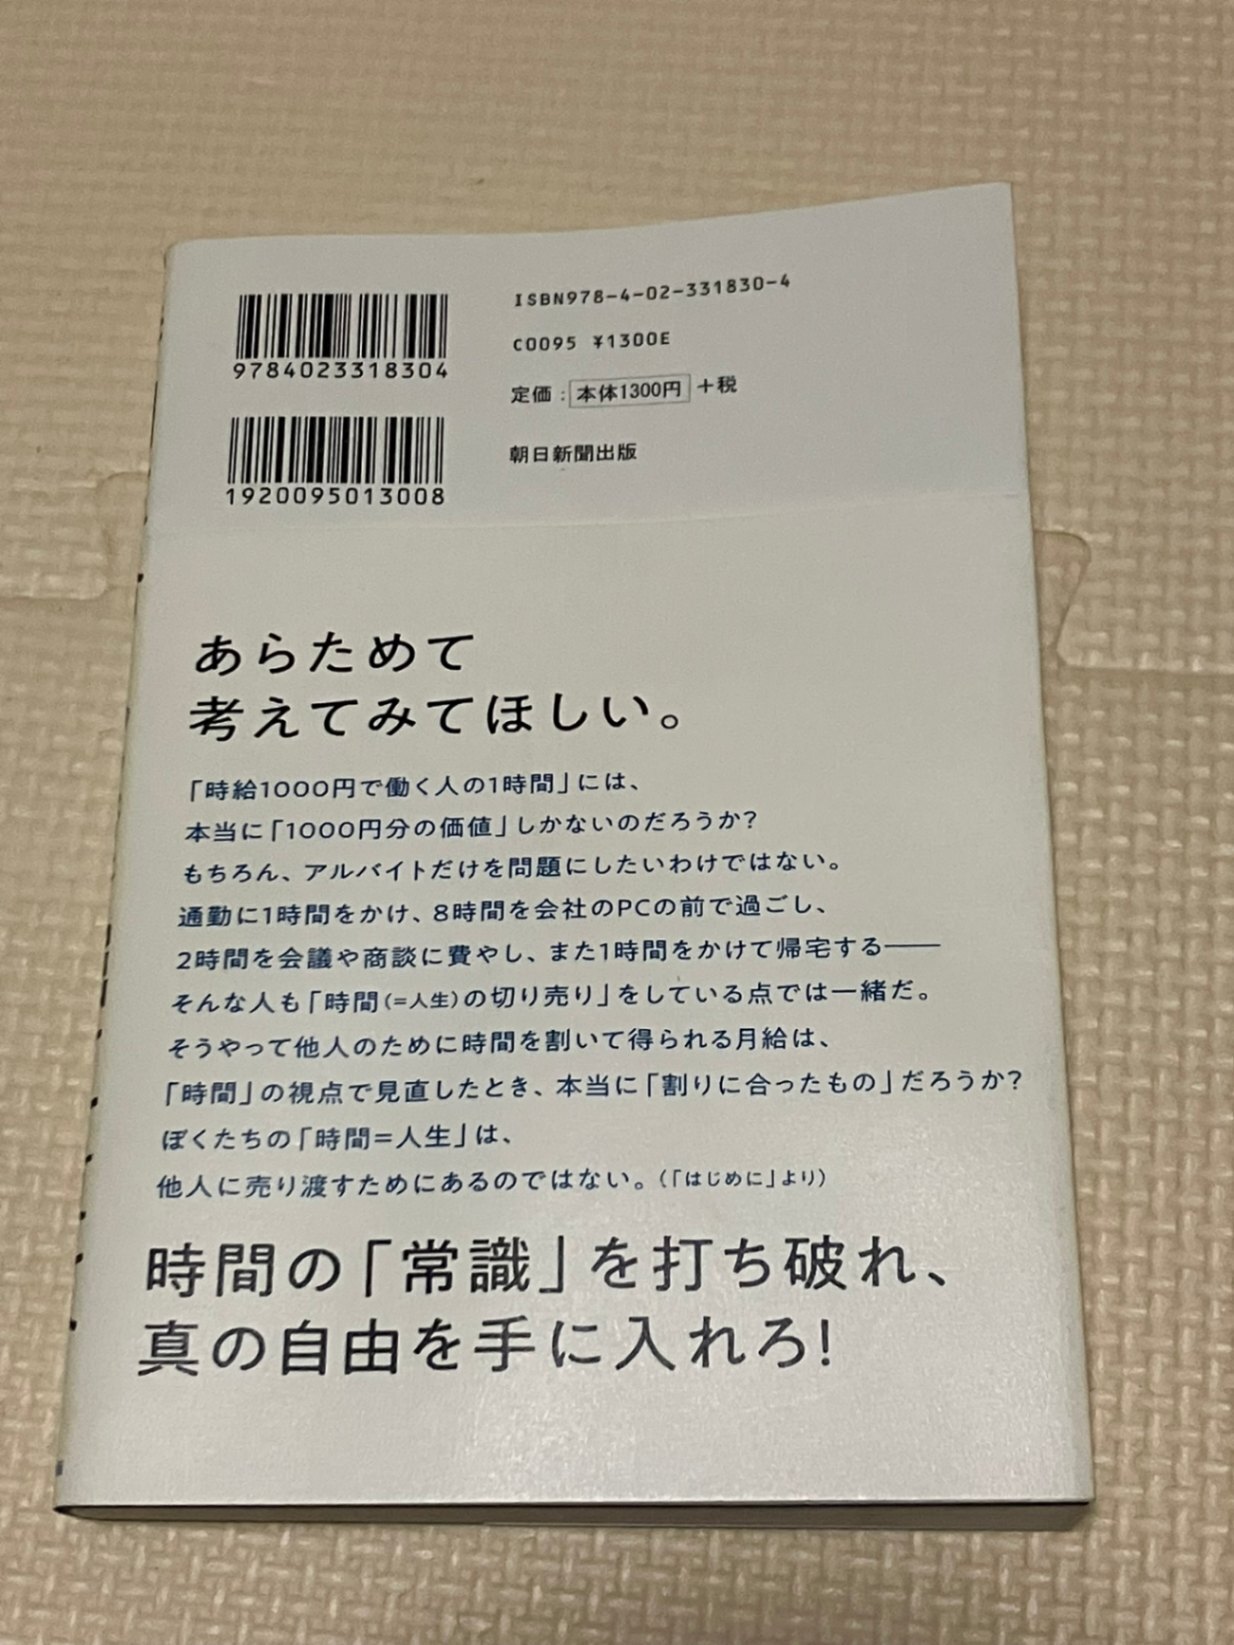 9784023318304
1920095013008
ISBN978-4-02-331830-4
C0095 ¥1300E
定価：本体1300円＋税
朝日新聞出版
あらためて
考えてみてほしい。
「時給1000円で働く人の1時間」には、
本当に「1000円分の価値」しかないのだろうか？
もちろん、アルバイトだけを問題にしたいわけではない。
通勤に1時間をかけ、8時間を会社のPCの前で過ごし、
2時間を会議や商談に費やし、また1時間をかけて帰宅する――
そんな人も「時間（＝人生）の切り売り」をしている点では一緒だ。
そうやって他人のために時間を割いて得られる月給は、
「時間」の視点で見直したとき、本当に「割りに合ったもの」だろうか？
ぼくたちの「時間＝人生」は、
他人に売り渡すためにあるのではない。（「はじめに」より）
時間の「常識」を打ち破れ、
真の自由を手に入れろ！